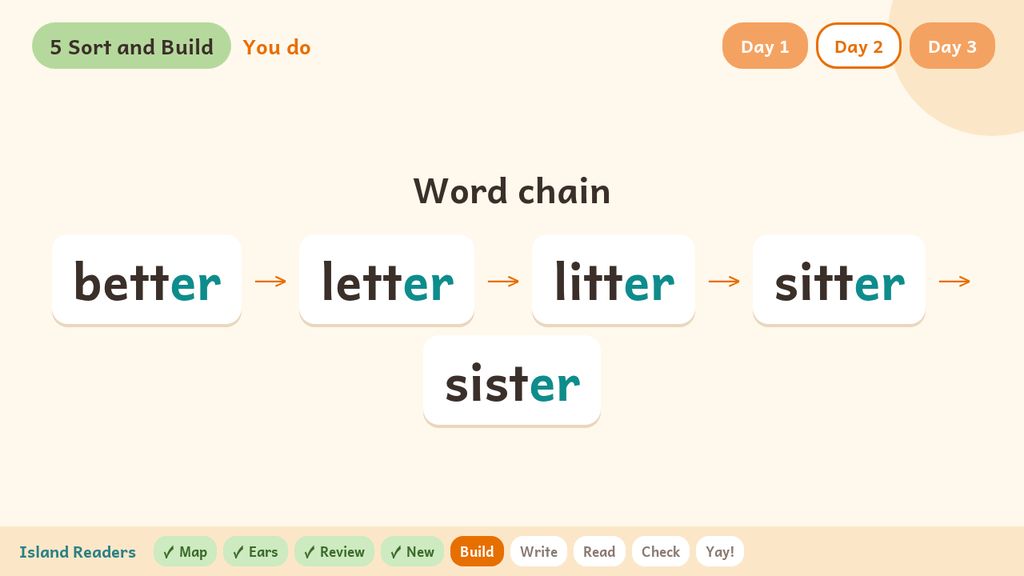 5 Sort and Build You do Day 1 Day 2 Day 3
Word chain
better → letter → litter → sitter →
sister
Island Readers ✓ Map ✓ Ears ✓ Review ✓ New Build Write Read Check Yay!